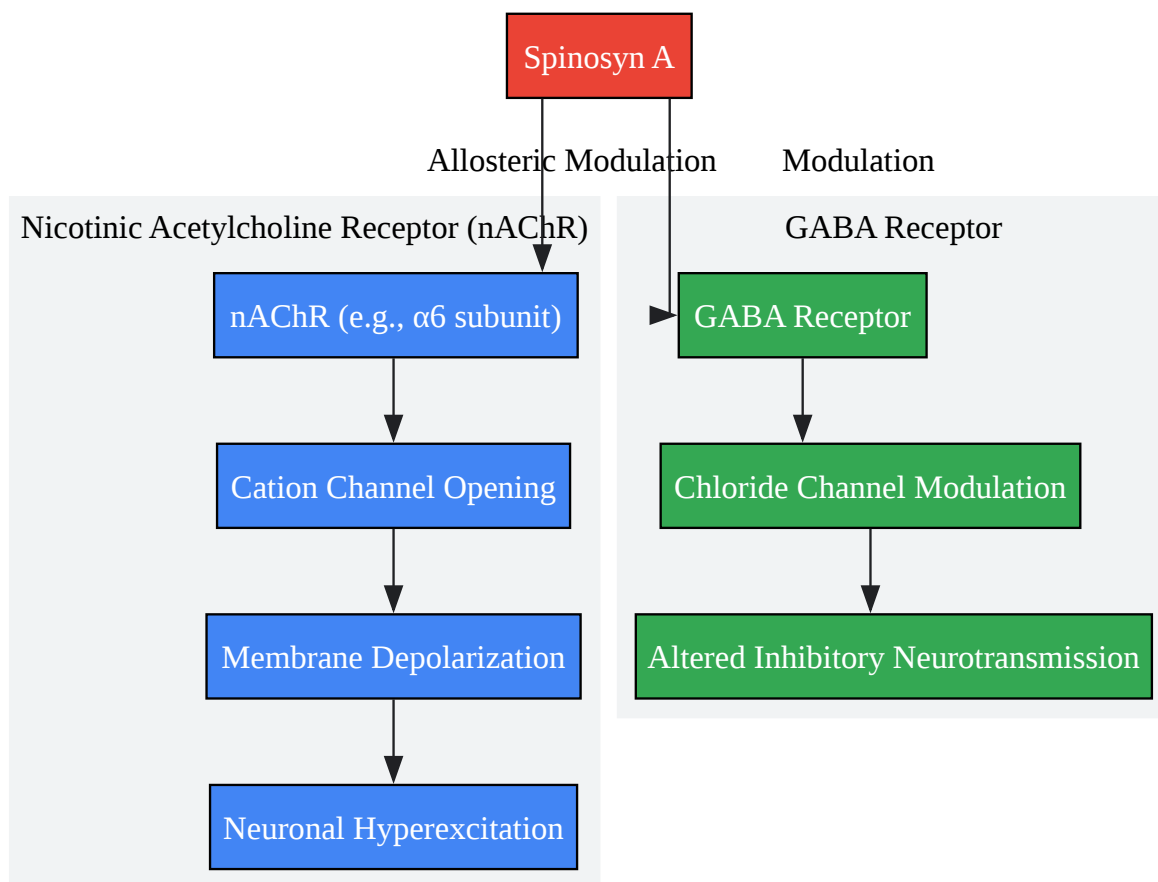 Spinosyn A
Allosteric Modulation
Modulation
Nicotinic Acetylcholine Receptor (nAChR)
nAChR (e.g., α6 subunit)
Cation Channel Opening
Membrane Depolarization
Neuronal Hyperexcitation
GABA Receptor
GABA Receptor
Chloride Channel Modulation
Altered Inhibitory Neurotransmission